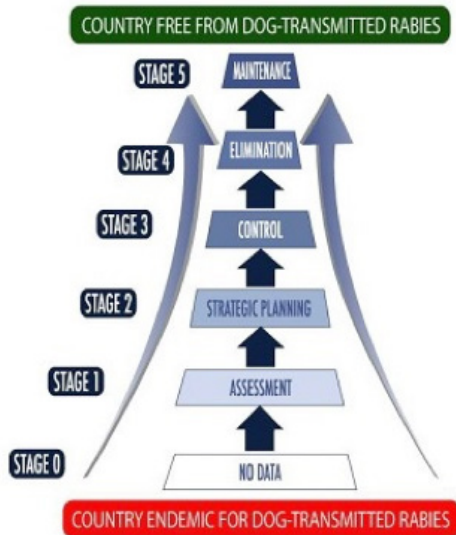 COUNTRY FREE FROM DOG-TRANSMITTED RABIES
STAGE 5
MAINTENANCE
STAGE 4
ELIMINATION
STAGE 3
CONTROL
STAGE 2
STRATEGIC PLANNING
STAGE 1
ASSESSMENT
STAGE 0
NO DATA
COUNTRY ENDEMIC FOR DOG-TRANSMITTED RABIES